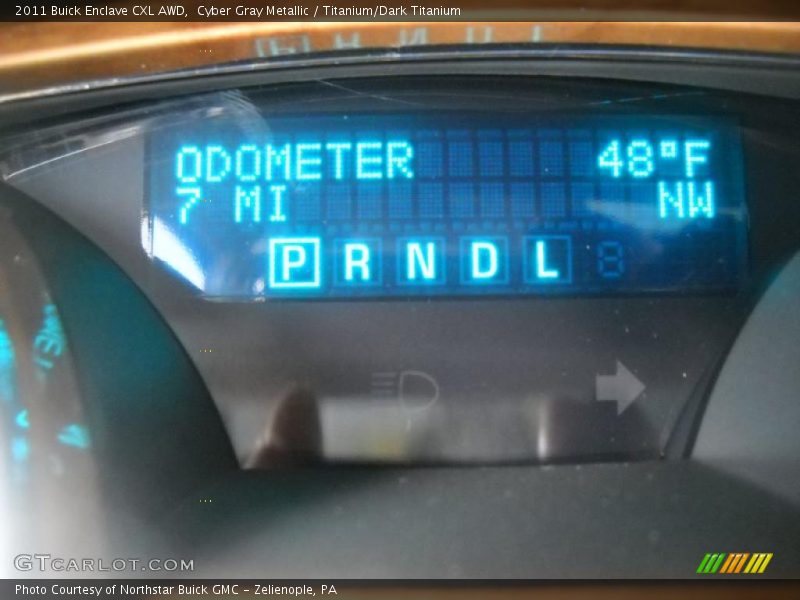 2011 Buick Enclave CXL AWD,  Cyber Gray Metallic / Titanium/Dark Titanium
ODOMETER 48°F
7 MI NW
P R N D L
GTCARLOT.COM
Photo Courtesy of Northstar Buick GMC - Zelienople, PA